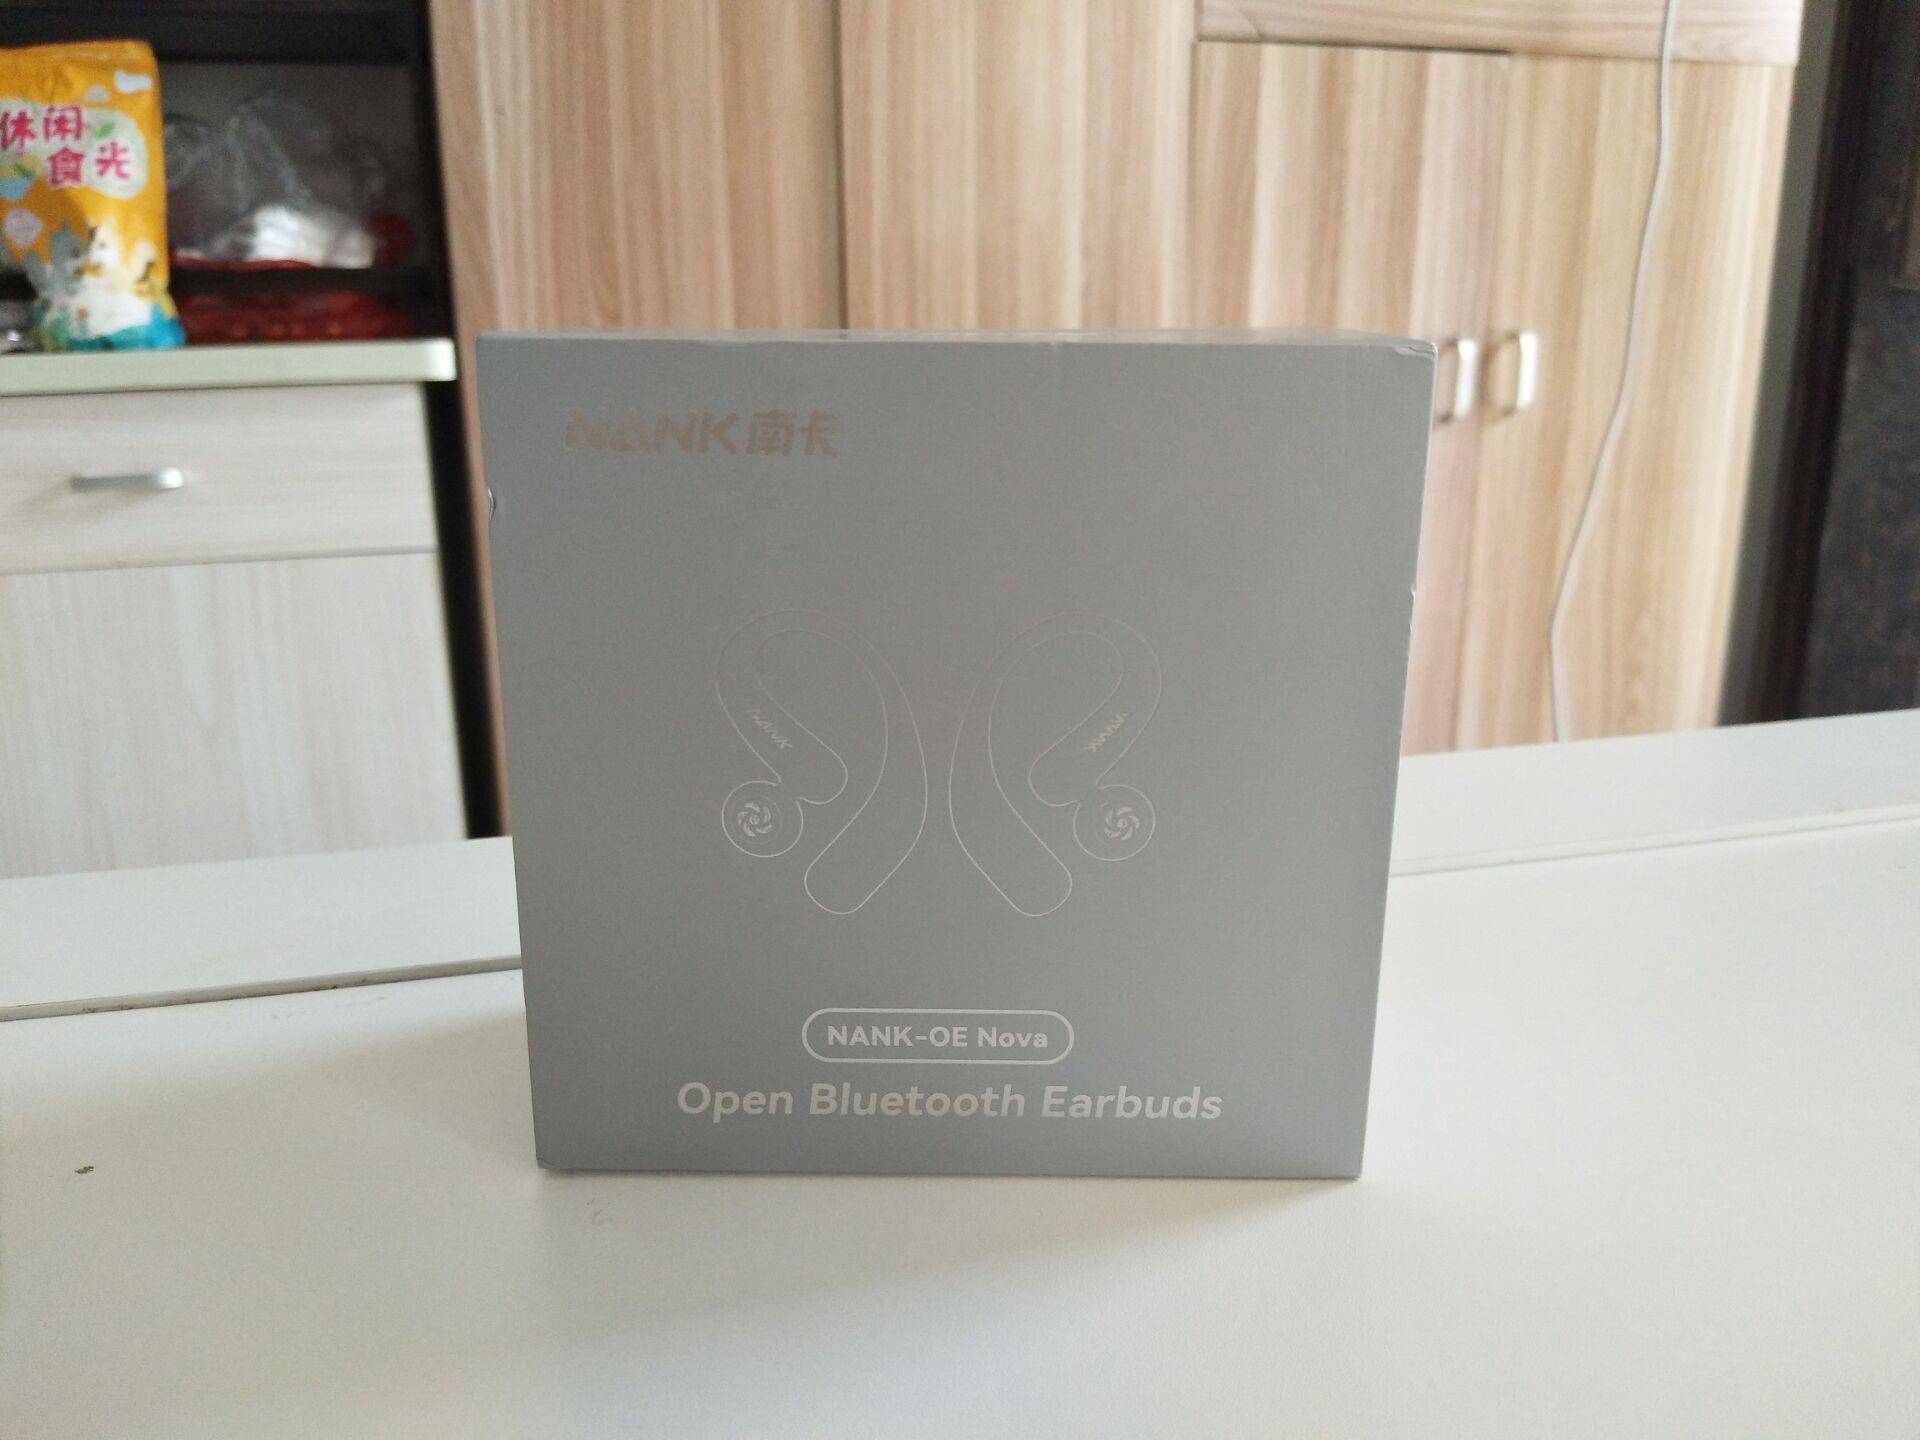 休闲
食光
NANK南卡
NANK
NANK
NANK-OE Nova
Open Bluetooth Earbuds